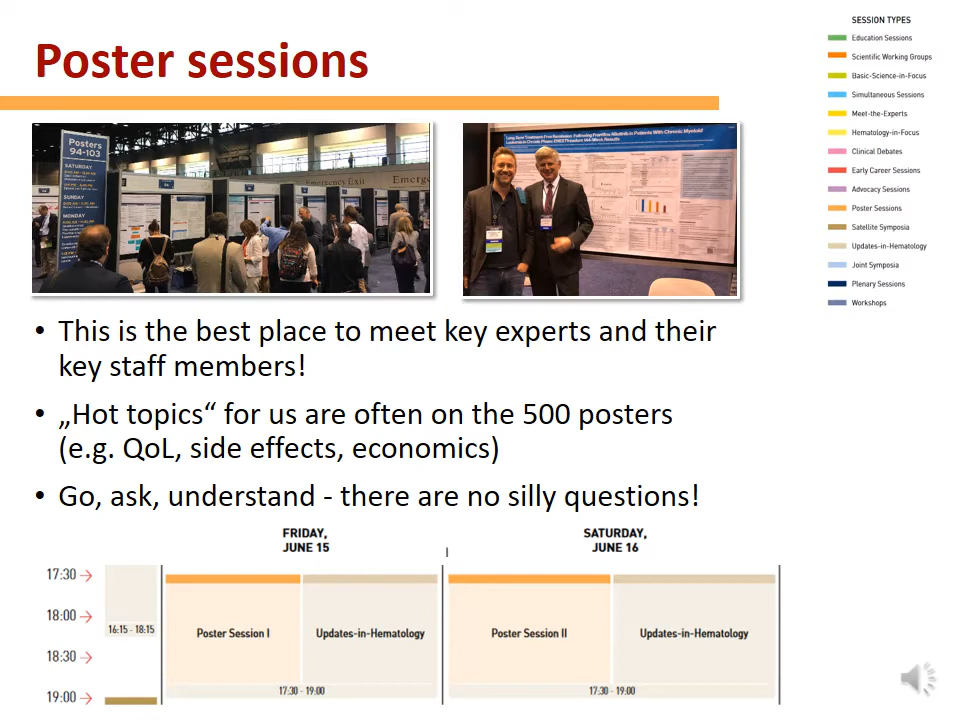 Poster sessions
SESSION TYPES
Education Sessions
Scientific Working Groups
Basic-Science-in-Focus
Simultaneous Sessions
Meet-the-Experts
Hematology-in-Focus
Clinical Debates
Early Career Sessions
Advocacy Sessions
Poster Sessions
Satellite Symposia
Updates-in-Hematology
Joint Symposia
Plenary Sessions
Workshops
Posters
94-103
SATURDAY
SUNDAY
MONDAY
Emergency Exit
Emerge
• This is the best place to meet key experts and their
key staff members!
• „Hot topics“ for us are often on the 500 posters
(e.g. QoL, side effects, economics)
• Go, ask, understand - there are no silly questions!
FRIDAY,
JUNE 15
SATURDAY,
JUNE 16
17:30
18:00
18:30
19:00
16:15 - 18:15
Poster Session I
Updates-in-Hematology
17:30 - 19:00
Poster Session II
Updates-in-Hematology
17:30 - 19:00